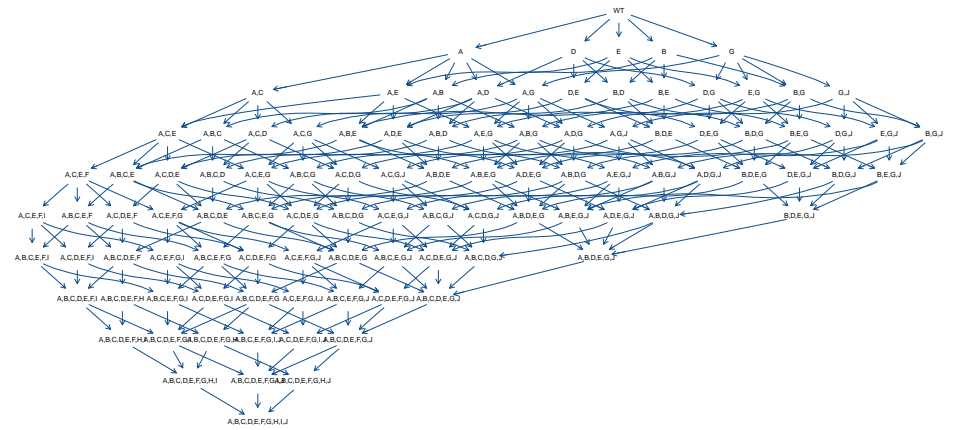 WT
A D E B G
A,C A,E A,B A,D A,G D,E B,D B,E D,G E,G B,G G,J
A,C,E A,B,C A,C,D A,C,G A,B,E A,D,E A,B,D A,E,G A,B,G A,D,G A,G,J B,D,E D,E,G B,D,G B,E,G D,G,J E,G,J B,G,J
A,C,E,F A,B,C,E A,C,D,E A,B,C,D A,C,E,G A,B,C,G A,C,D,G A,C,G,J A,B,D,E A,B,E,G A,D,E,G A,B,D,G A,E,G,J A,B,G,J A,D,G,J B,D,E,G D,E,G,J B,D,G,J B,E,G,J
A,C,E,F,I A,B,C,E,F A,C,D,E,F A,C,E,F,G A,B,C,D,E A,B,C,E,G A,C,D,E,G A,B,C,D,G A,C,E,G,J A,B,C,G,J A,C,D,G,J A,B,D,E,G A,B,E,G,J A,D,E,G,J A,B,D,G,J B,D,E,G,J
A,B,C,E,F,I A,C,D,E,F,I A,B,C,D,E,F A,C,E,F,G,I A,B,C,E,F,G A,C,D,E,F,G A,C,E,F,G,J A,B,C,D,E,G A,B,C,E,G,J A,C,D,E,G,J A,B,C,D,G,J A,B,D,E,G,J
A,B,C,D,E,F,I A,B,C,D,E,F,H A,B,C,E,F,G,I A,C,D,E,F,G,I A,B,C,D,E,F,G A,C,E,F,G,I,J A,B,C,E,F,G,J A,C,D,E,F,G,J A,B,C,D,E,G,J
A,B,C,D,E,F,H,I A,B,C,D,E,F,G,I A,B,C,D,E,F,G,H A,B,C,E,F,G,I,J A,C,D,E,F,G,I,J A,B,C,D,E,F,G,J
A,B,C,D,E,F,G,H,I A,B,C,D,E,F,G,I,J A,B,C,D,E,F,G,H,J
A,B,C,D,E,F,G,H,I,J